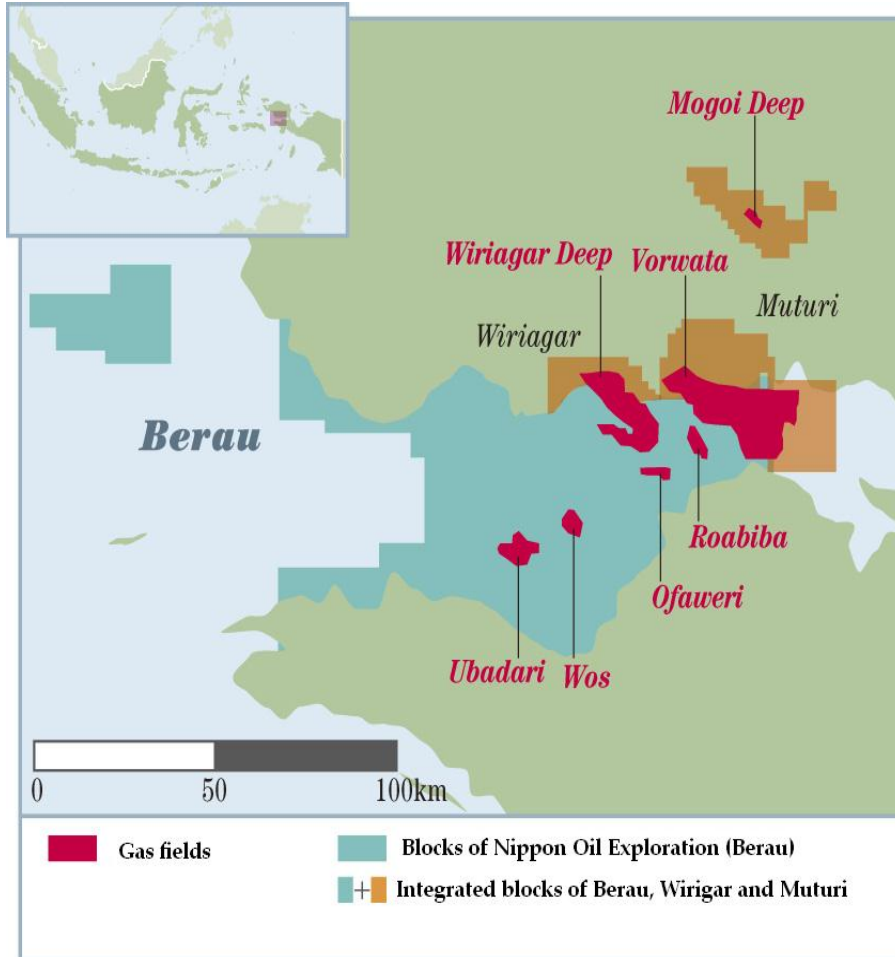 Mogoi Deep
Wiriagar Deep Vorwata
Muturi
Wiriagar
Berau
Roabiba
Ofaweri
Ubadari Wos
0 50 100km
Gas fields
Blocks of Nippon Oil Exploration (Berau)
+ Integrated blocks of Berau, Wirigar and Muturi